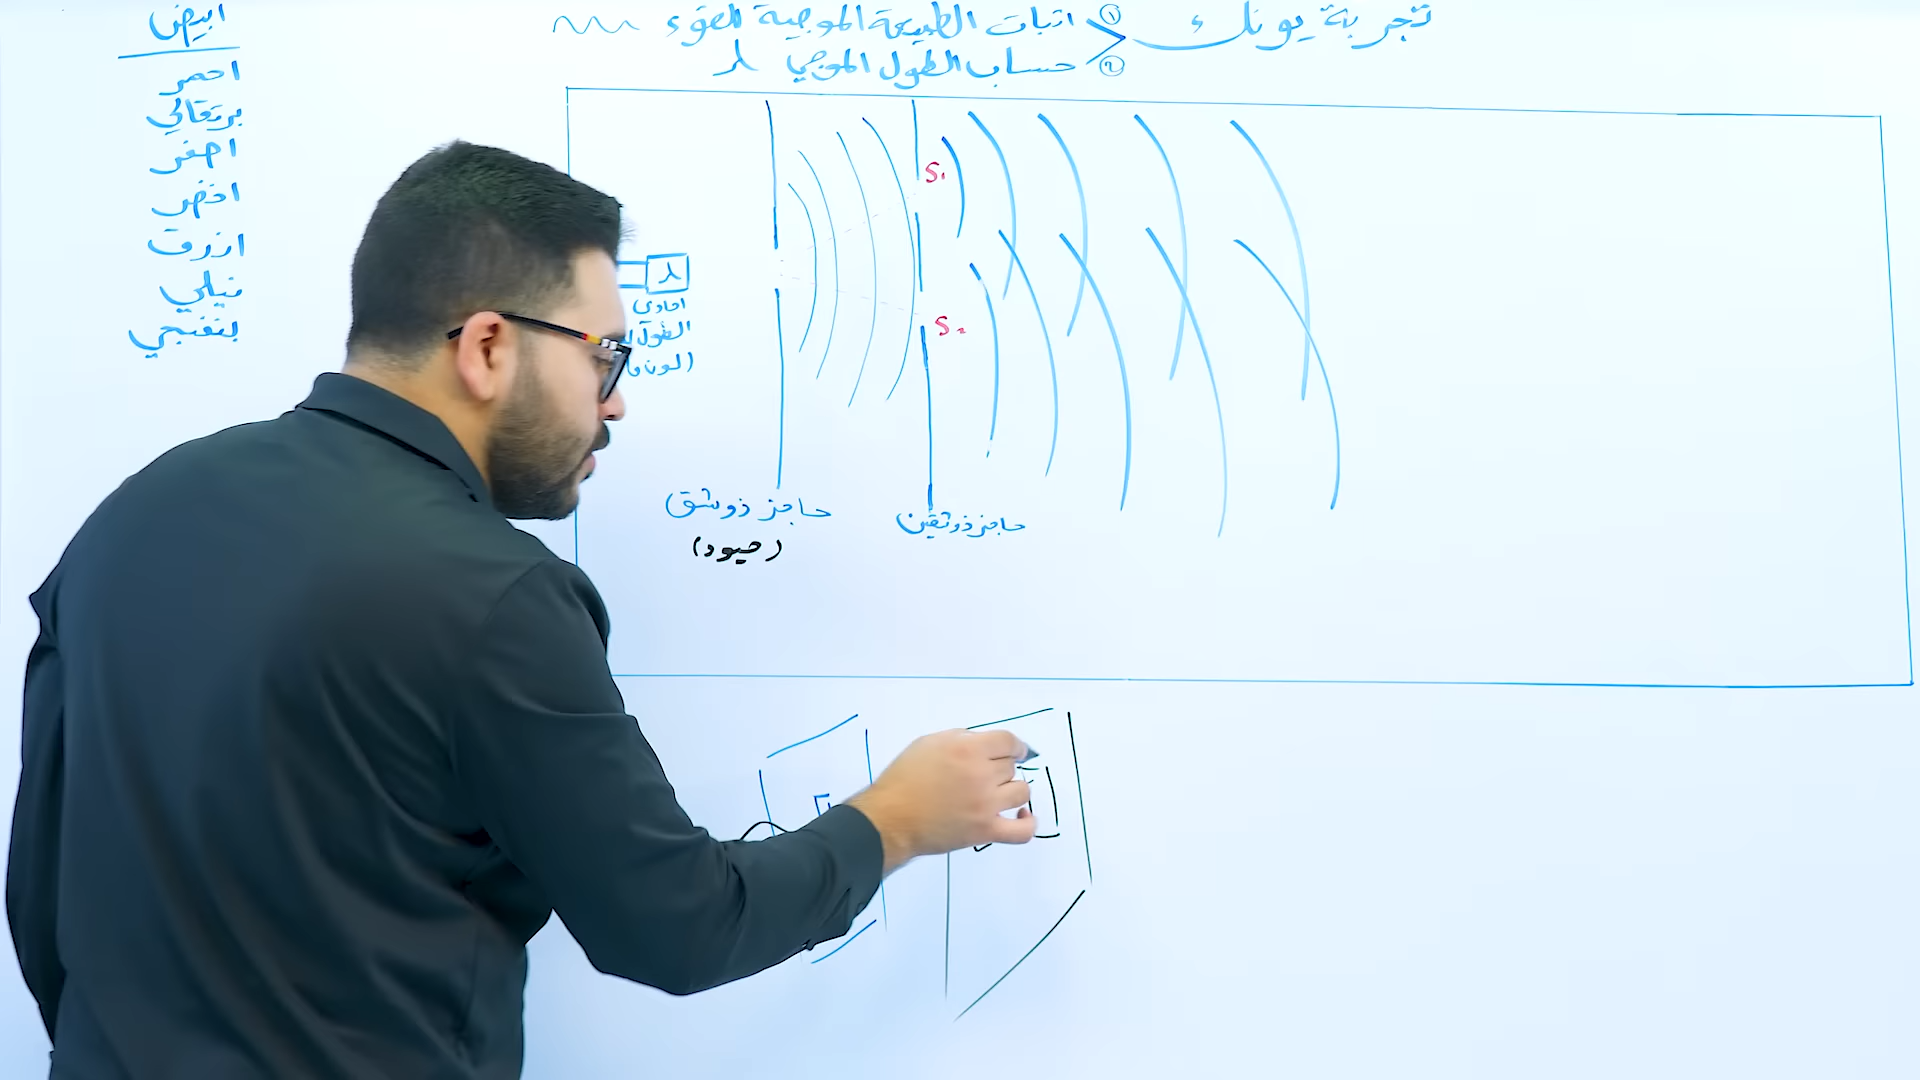 تجربة يونك
① اثبات الطبيعة الموجية للضوء
② حساب الطول الموجي λ
ابيض
احمر
برتقالي
اصفر
اخضر
ازرق
نيلي
بنفسجي
S₁
S₂
λ
احادي
الطول
حاجز ذو شق
(حيود)
حاجز ذو شقين